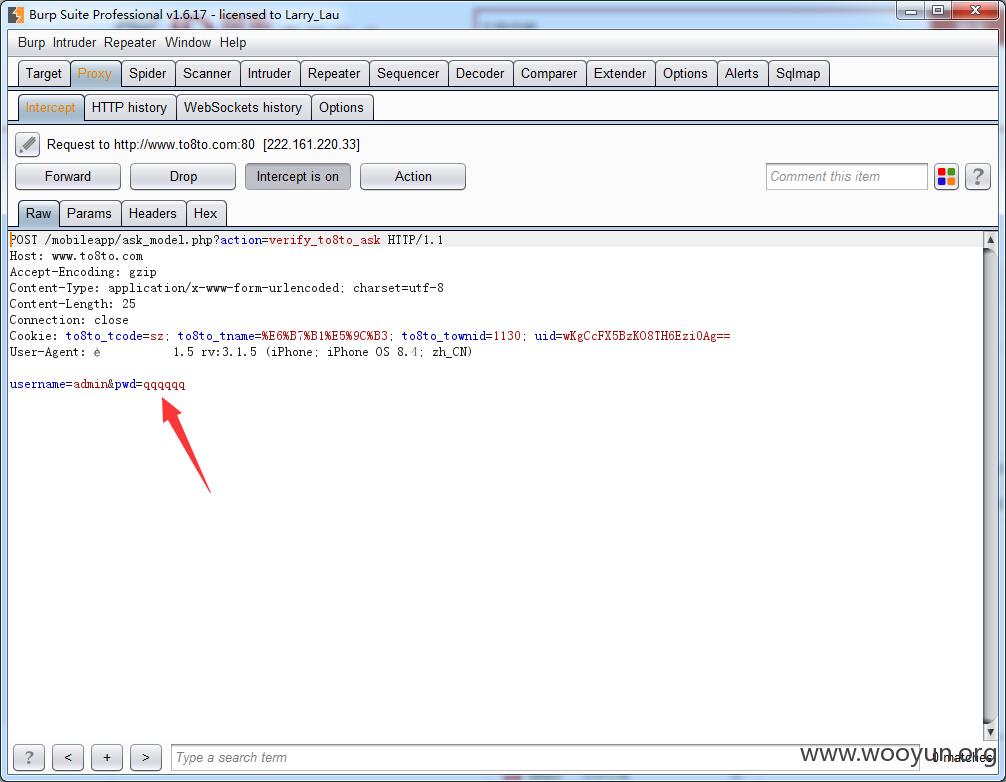 Burp Suite Professional v1.6.17 - licensed to Larry_Lau
Burp Intruder Repeater Window Help
Target Proxy Spider Scanner Intruder Repeater Sequencer Decoder Comparer Extender Options Alerts Sqlmap
Intercept HTTP history WebSockets history Options
Request to http://www.to8to.com:80 [222.161.220.33]
Forward Drop Intercept is on Action Comment this item ?
Raw Params Headers Hex
POST /mobileapp/ask_model.php?action=verify_to8to_ask HTTP/1.1
Host: www.to8to.com
Accept-Encoding: gzip
Content-Type: application/x-www-form-urlencoded; charset=utf-8
Content-Length: 25
Connection: close
Cookie: to8to_tcode=sz; to8to_tname=%E6%B7%B1%E5%9C%B3; to8to_townid=1130; uid=wKgCcFX5BzKO8TH6Ezi0Ag==
User-Agent: è 1.5 rv:3.1.5 (iPhone; iPhone OS 8.4; zh_CN)
username=admin&pwd=qqqqqq
? < + > Type a search term 0 matches
www.wooyun.org